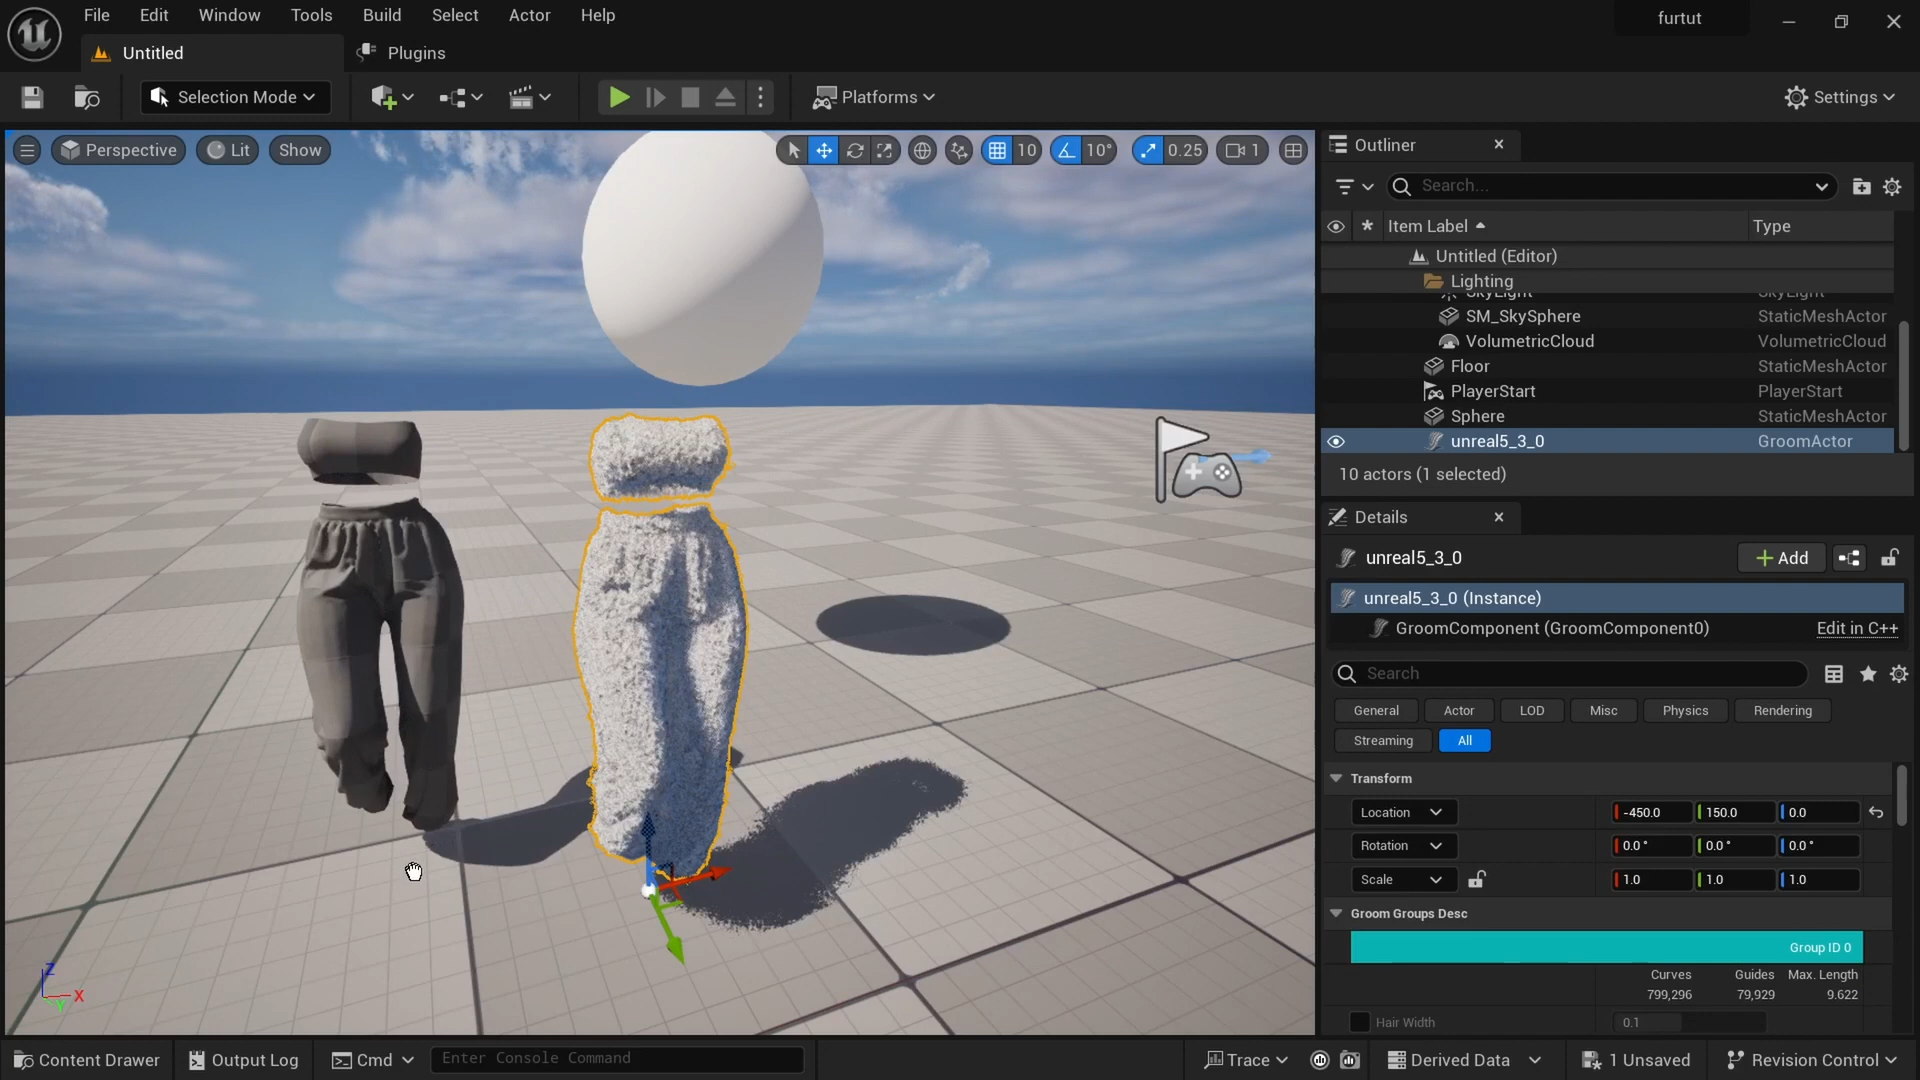 File Edit Window Tools Build Select Actor Help
furtut
Untitled
Plugins
Selection Mode
Platforms
Settings
Perspective
Lit
Show
10
10°
0.25
1
Outliner
Search...
Item Label
Type
Untitled (Editor)
Lighting
SkyLight SkyLight
SM_SkySphere StaticMeshActor
VolumetricCloud VolumetricCloud
Floor StaticMeshActor
PlayerStart PlayerStart
Sphere StaticMeshActor
unreal5_3_0 GroomActor
10 actors (1 selected)
Details
unreal5_3_0
Add
unreal5_3_0 (Instance)
GroomComponent (GroomComponent0) Edit in C++
Search
General Actor LOD Misc Physics Rendering
Streaming All
Transform
Location -450.0 150.0 0.0
Rotation 0.0° 0.0° 0.0°
Scale 1.0 1.0 1.0
Groom Groups Desc
Group ID 0
Curves Guides Max. Length
799,296 79,929 9.622
Hair Width 0.1
Z
X
Y
Content Drawer
Output Log
Cmd
Enter Console Command
Trace
Derived Data
1 Unsaved
Revision Control